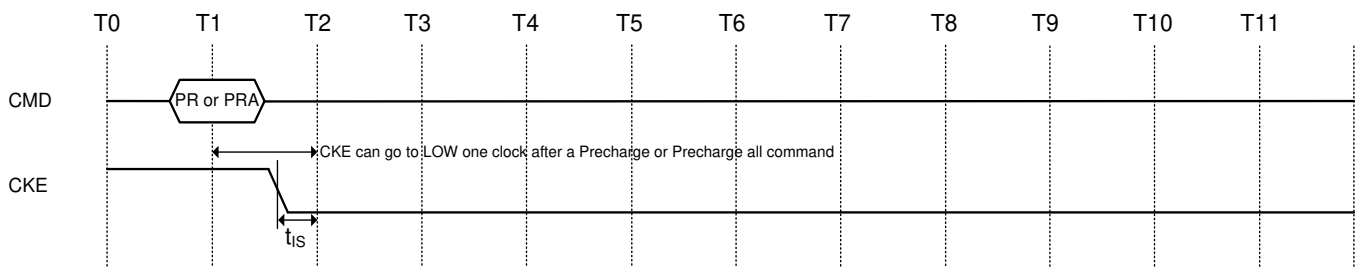 T0 T1 T2 T3 T4 T5 T6 T7 T8 T9 T10 T11
CMD PR or PRA
CKE can go to LOW one clock after a Precharge or Precharge all command
CKE
tIS